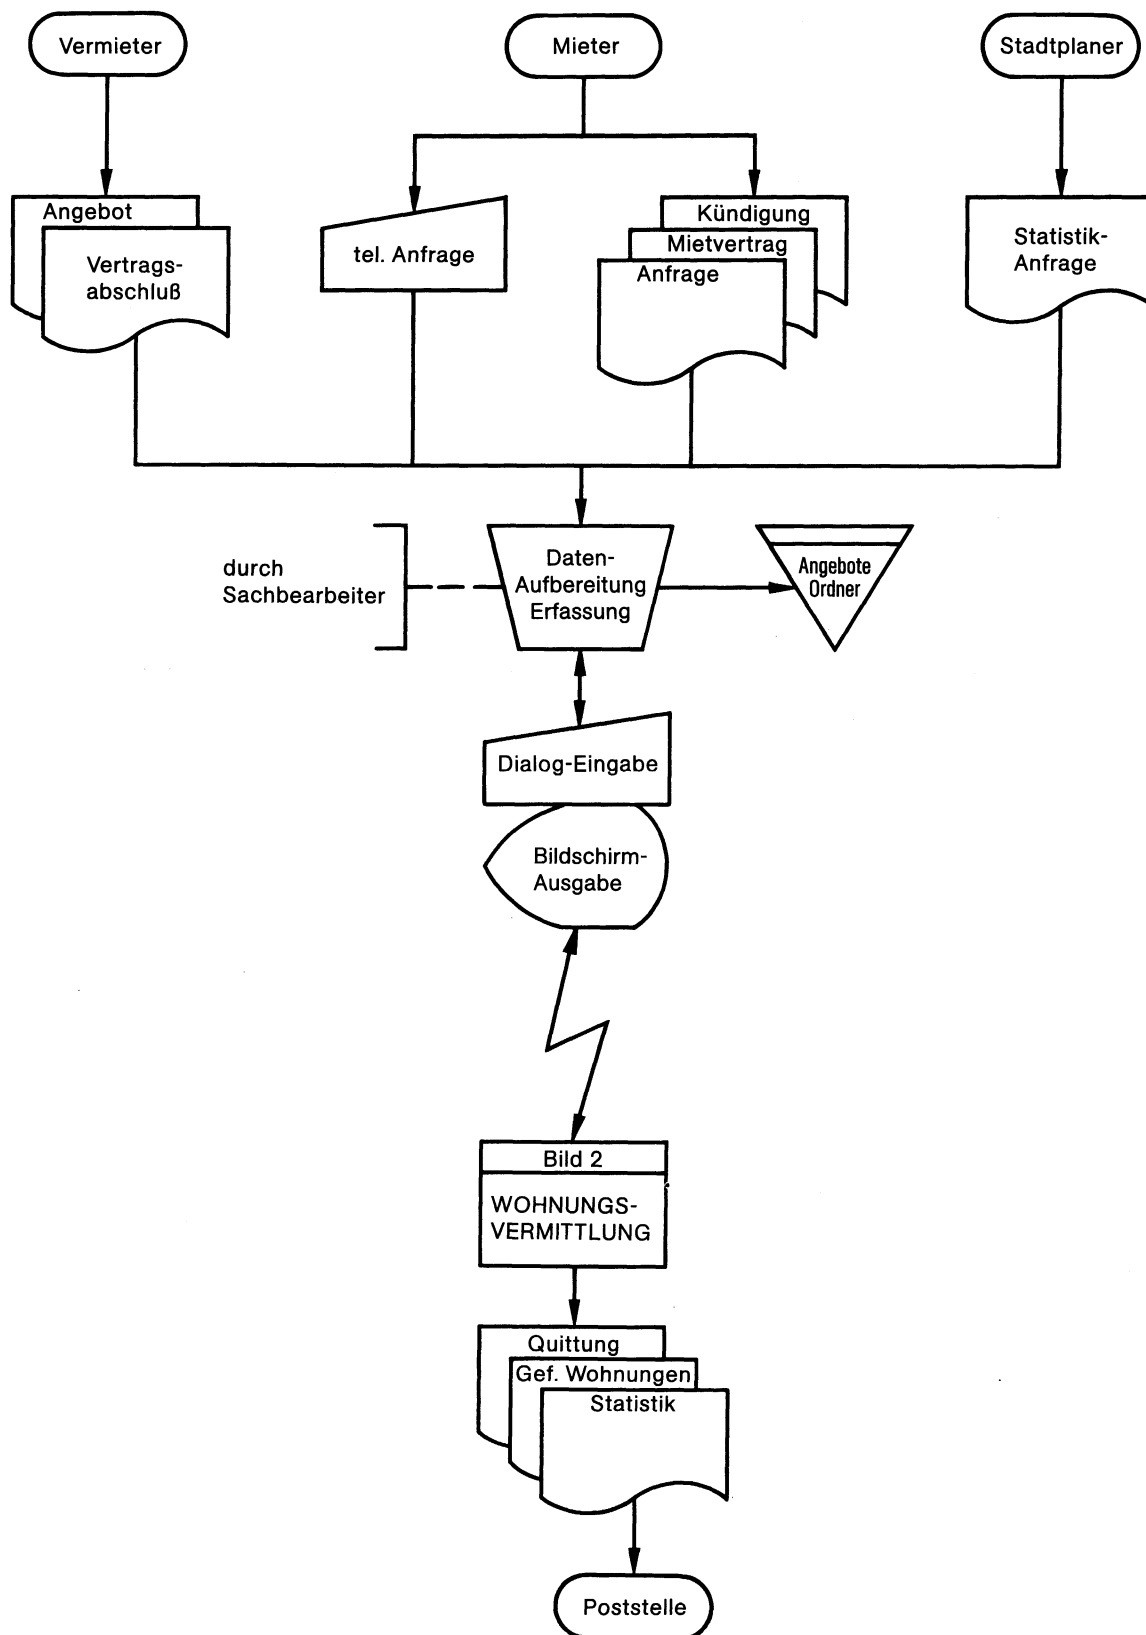 Vermieter
Mieter
Stadtplaner
Angebot
Vertrags-
abschluß
tel. Anfrage
Kündigung
Mietvertrag
Anfrage
Statistik-
Anfrage
durch
Sachbearbeiter
Daten-
Aufbereitung
Erfassung
Angebote
Ordner
Dialog-Eingabe
Bildschirm-
Ausgabe
Bild 2
WOHNUNGS-
VERMITTLUNG
Quittung
Gef. Wohnungen
Statistik
Poststelle